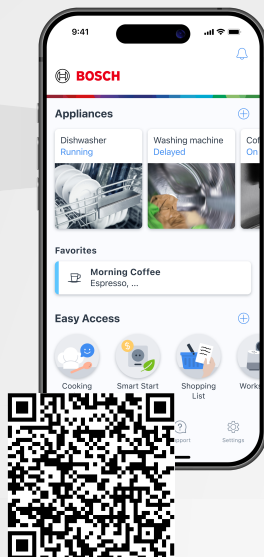 9:41
BOSCH
Appliances
Dishwasher
Running
Washing machine
Delayed
Cof
On
Favorites
Morning Coffee
Espresso, ...
Easy Access
Cooking
Smart Start
Shopping
List
Works
pport
Settings